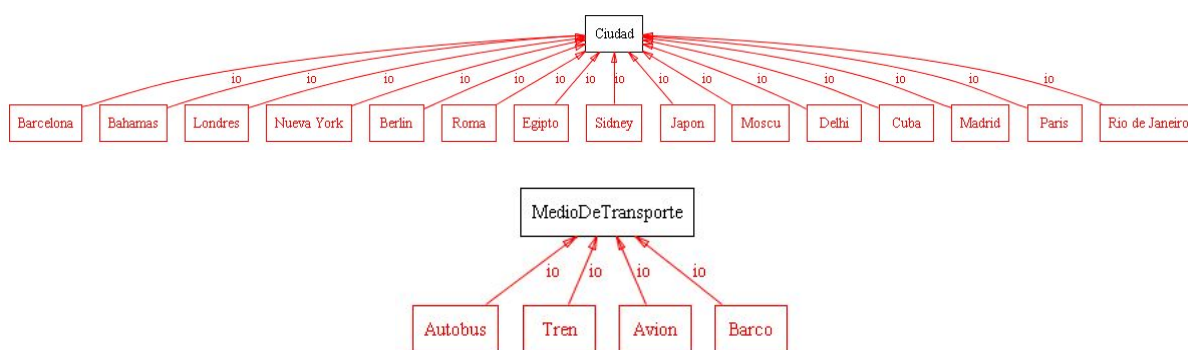 Ciudad
io io io io io io io io io io io io io io io
Barcelona Bahamas Londres Nueva York Berlin Roma Egipto Sidney Japon Moscu Delhi Cuba Madrid Paris Rio de Janeiro
MedioDeTransporte
io io io io
Autobus Tren Avion Barco